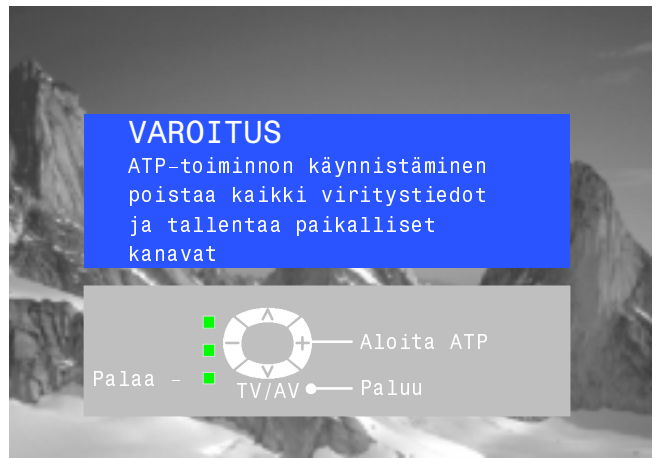 VAROITUS
ATP-toiminnon käynnistäminen
poistaa kaikki viritystiedot
ja tallentaa paikalliset
kanavat
Aloita ATP
Palaa -
TV/AV
Paluu